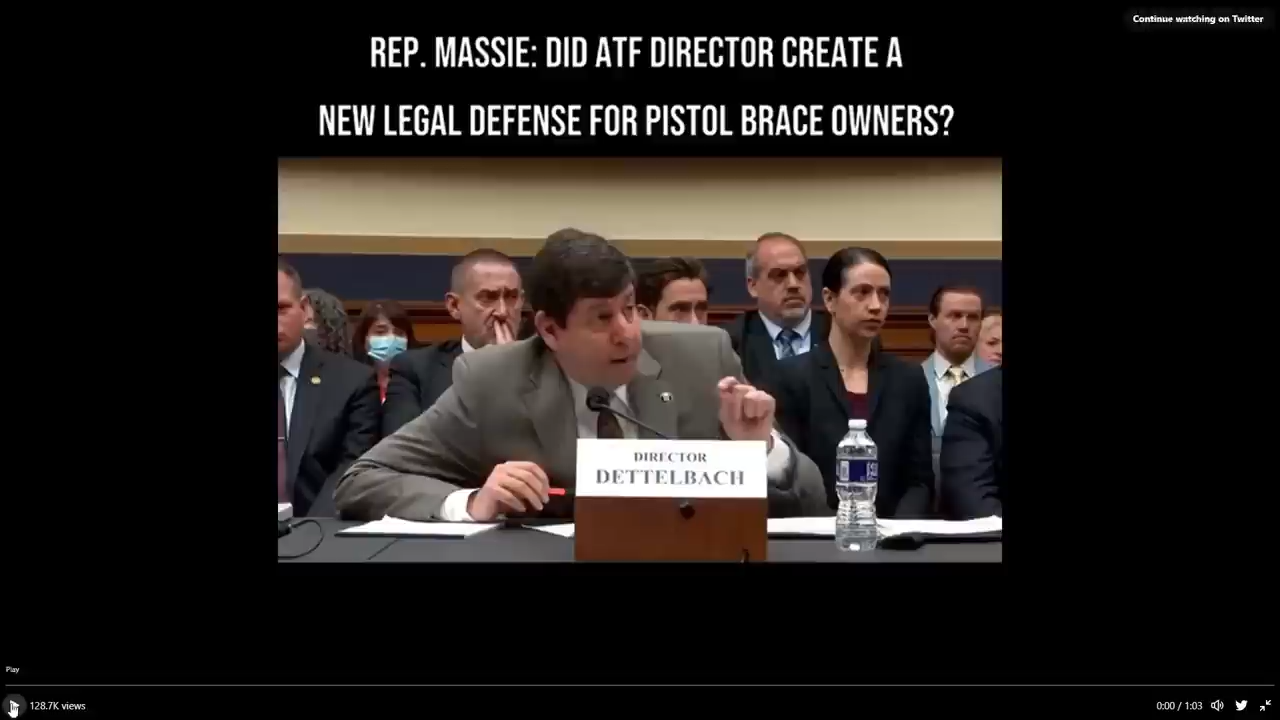 Continue watching on Twitter
REP. MASSIE: DID ATF DIRECTOR CREATE A
NEW LEGAL DEFENSE FOR PISTOL BRACE OWNERS?
DIRECTOR
DETTELBACH
Play
128.7K views
0:00 / 1:03